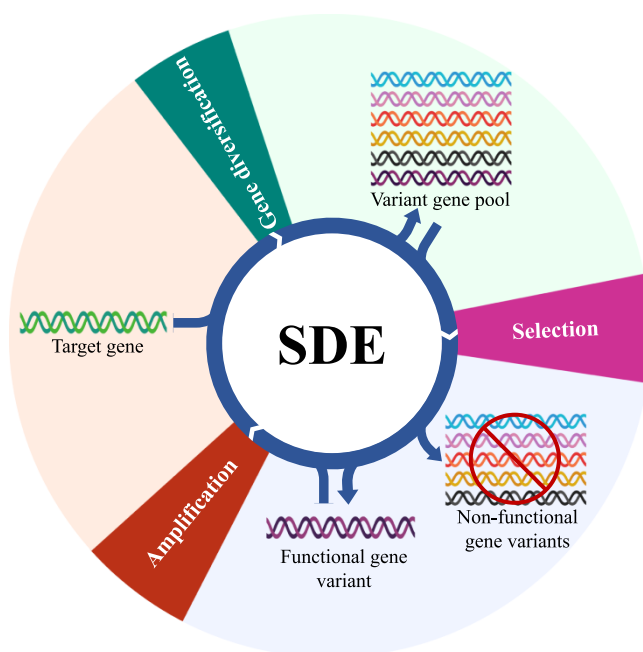 Gene diversification
Variant gene pool
Selection
SDE
Target gene
Non-functional
gene variants
Amplification
Functional gene
variant